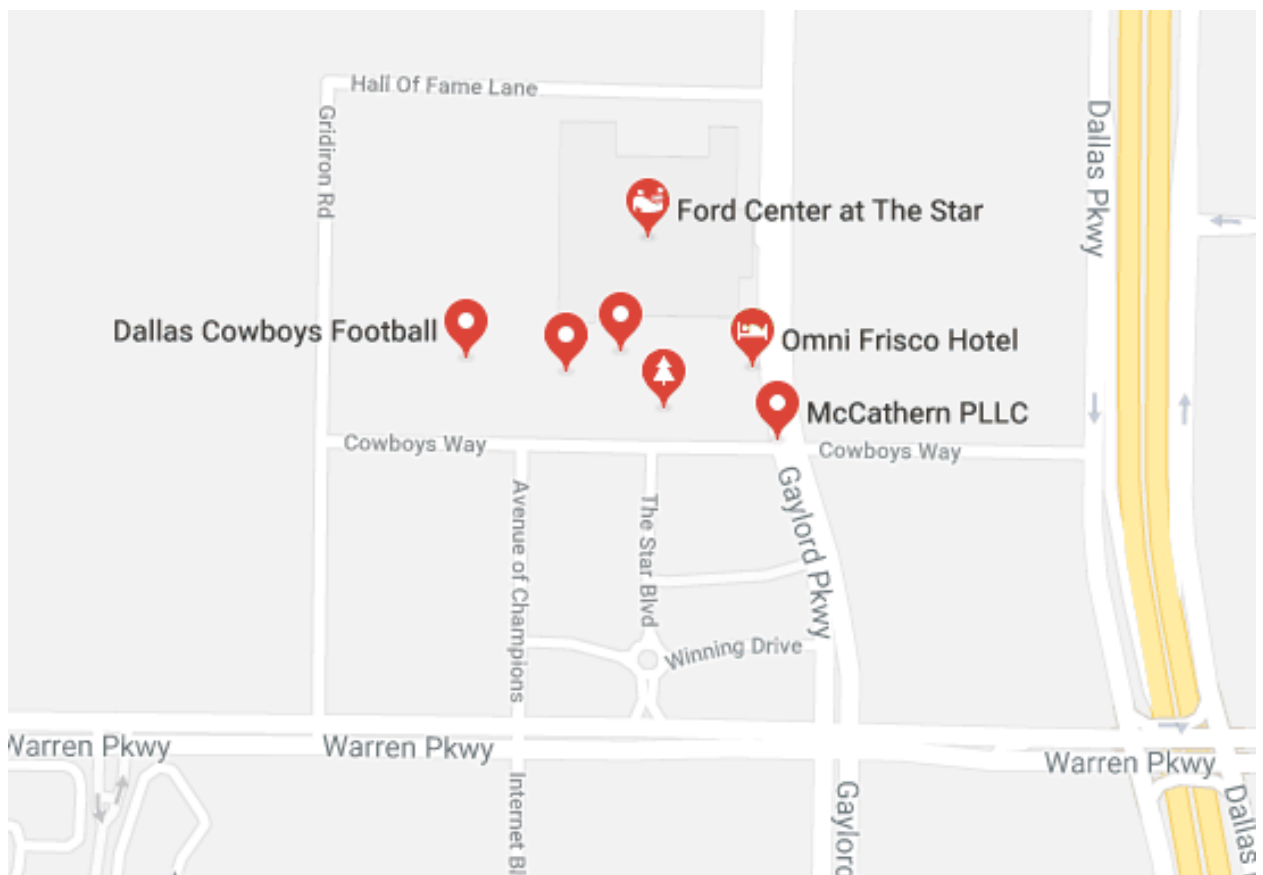 Hall Of Fame Lane
Gridiron Rd
Dallas Pkwy
Ford Center at The Star
Dallas Cowboys Football
Omni Frisco Hotel
McCathern PLLC
Cowboys Way
Cowboys Way
Avenue of Champions
The Star Blvd
Gaylord Pkwy
Winning Drive
Warren Pkwy
Warren Pkwy
Warren Pkwy
Internet Bl
Gaylord
Dallas